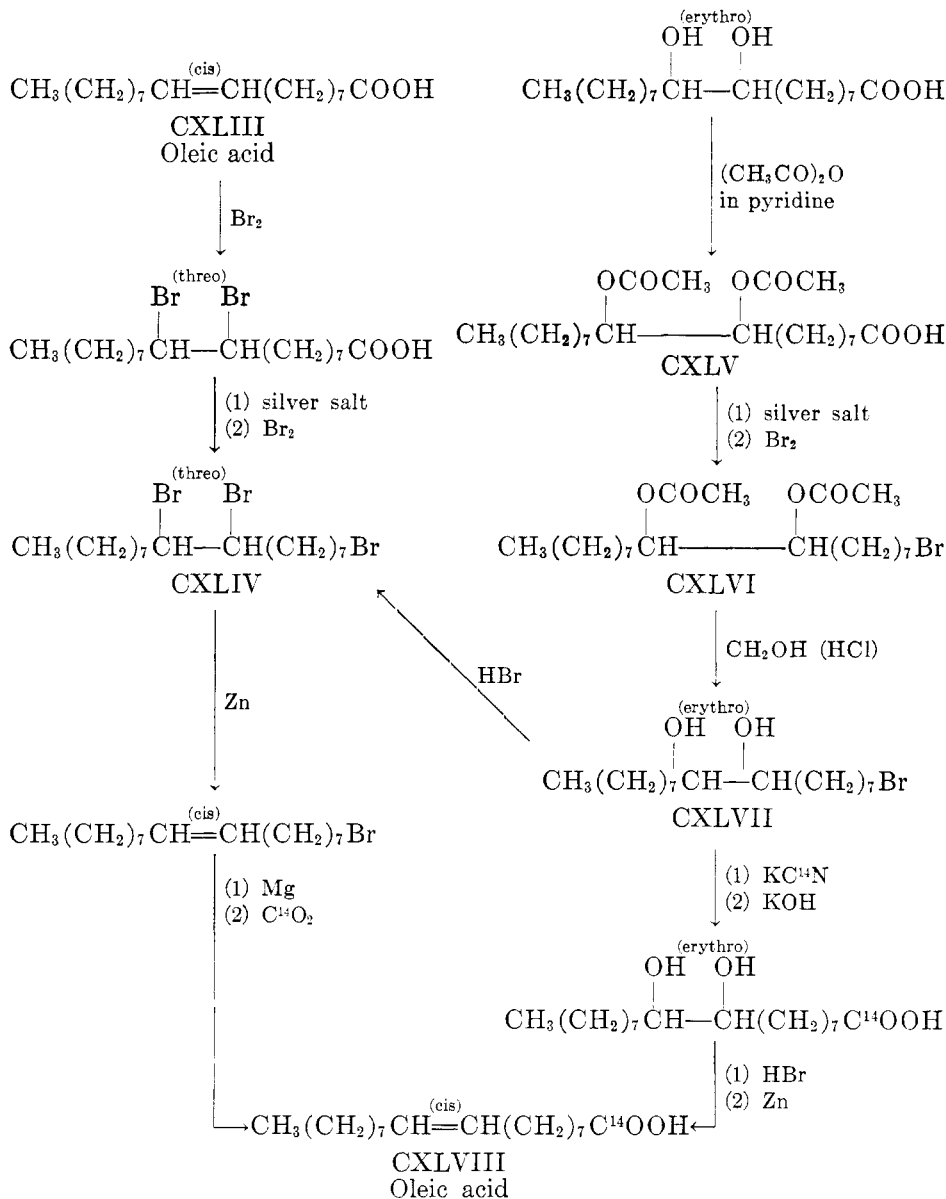 (cis)
CH₃(CH₂)₇CH═CH(CH₂)₇COOH
CXLIII
Oleic acid
Br₂
(threo)
Br Br
CH₃(CH₂)₇CH—CH(CH₂)₇COOH
(1) silver salt
(2) Br₂
(threo)
Br Br
CH₃(CH₂)₇CH—CH(CH₂)₇Br
CXLIV
Zn
(cis)
CH₃(CH₂)₇CH═CH(CH₂)₇Br
(1) Mg
(2) C¹⁴O₂
(erythro)
OH OH
CH₃(CH₂)₇CH—CH(CH₂)₇COOH
(CH₃CO)₂O
in pyridine
OCOCH₃ OCOCH₃
CH₃(CH₂)₇CH——CH(CH₂)₇COOH
CXLV
(1) silver salt
(2) Br₂
OCOCH₃ OCOCH₃
CH₃(CH₂)₇CH——CH(CH₂)₇Br
CXLVI
CH₂OH (HCl)
HBr
(erythro)
OH OH
CH₃(CH₂)₇CH—CH(CH₂)₇Br
CXLVII
(1) KC¹⁴N
(2) KOH
(erythro)
OH OH
CH₃(CH₂)₇CH—CH(CH₂)₇C¹⁴OOH
(1) HBr
(2) Zn
(cis)
CH₃(CH₂)₇CH═CH(CH₂)₇C¹⁴OOH
CXLVIII
Oleic acid